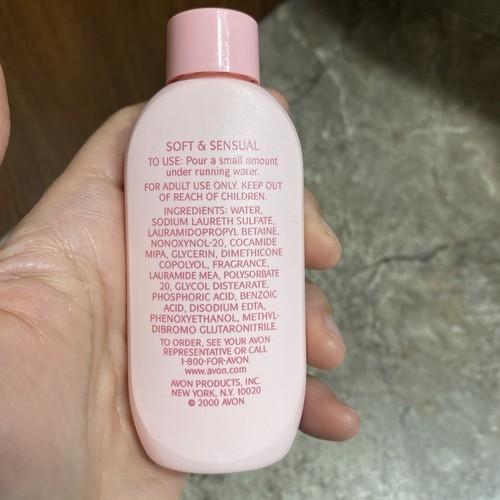 SOFT & SENSUAL
TO USE: Pour a small amount
under running water.
FOR ADULT USE ONLY. KEEP OUT
OF REACH OF CHILDREN.
INGREDIENTS: WATER,
SODIUM LAURETH SULFATE,
LAURAMIDOPROPYL BETAINE,
NONOXYNOL-20, COCAMIDE
MIPA, GLYCERIN, DIMETHICONE
COPOLYOL, FRAGRANCE,
LAURAMIDE MEA, POLYSORBATE
20, GLYCOL DISTEARATE,
PHOSPHORIC ACID, BENZOIC
ACID, DISODIUM EDTA,
PHENOXYETHANOL, METHYL-
DIBROMO GLUTARONITRILE.
TO ORDER, SEE YOUR AVON
REPRESENTATIVE OR CALL
1-800-FOR-AVON.
www.avon.com
AVON PRODUCTS, INC.
NEW YORK, N.Y. 10020
© 2000 AVON